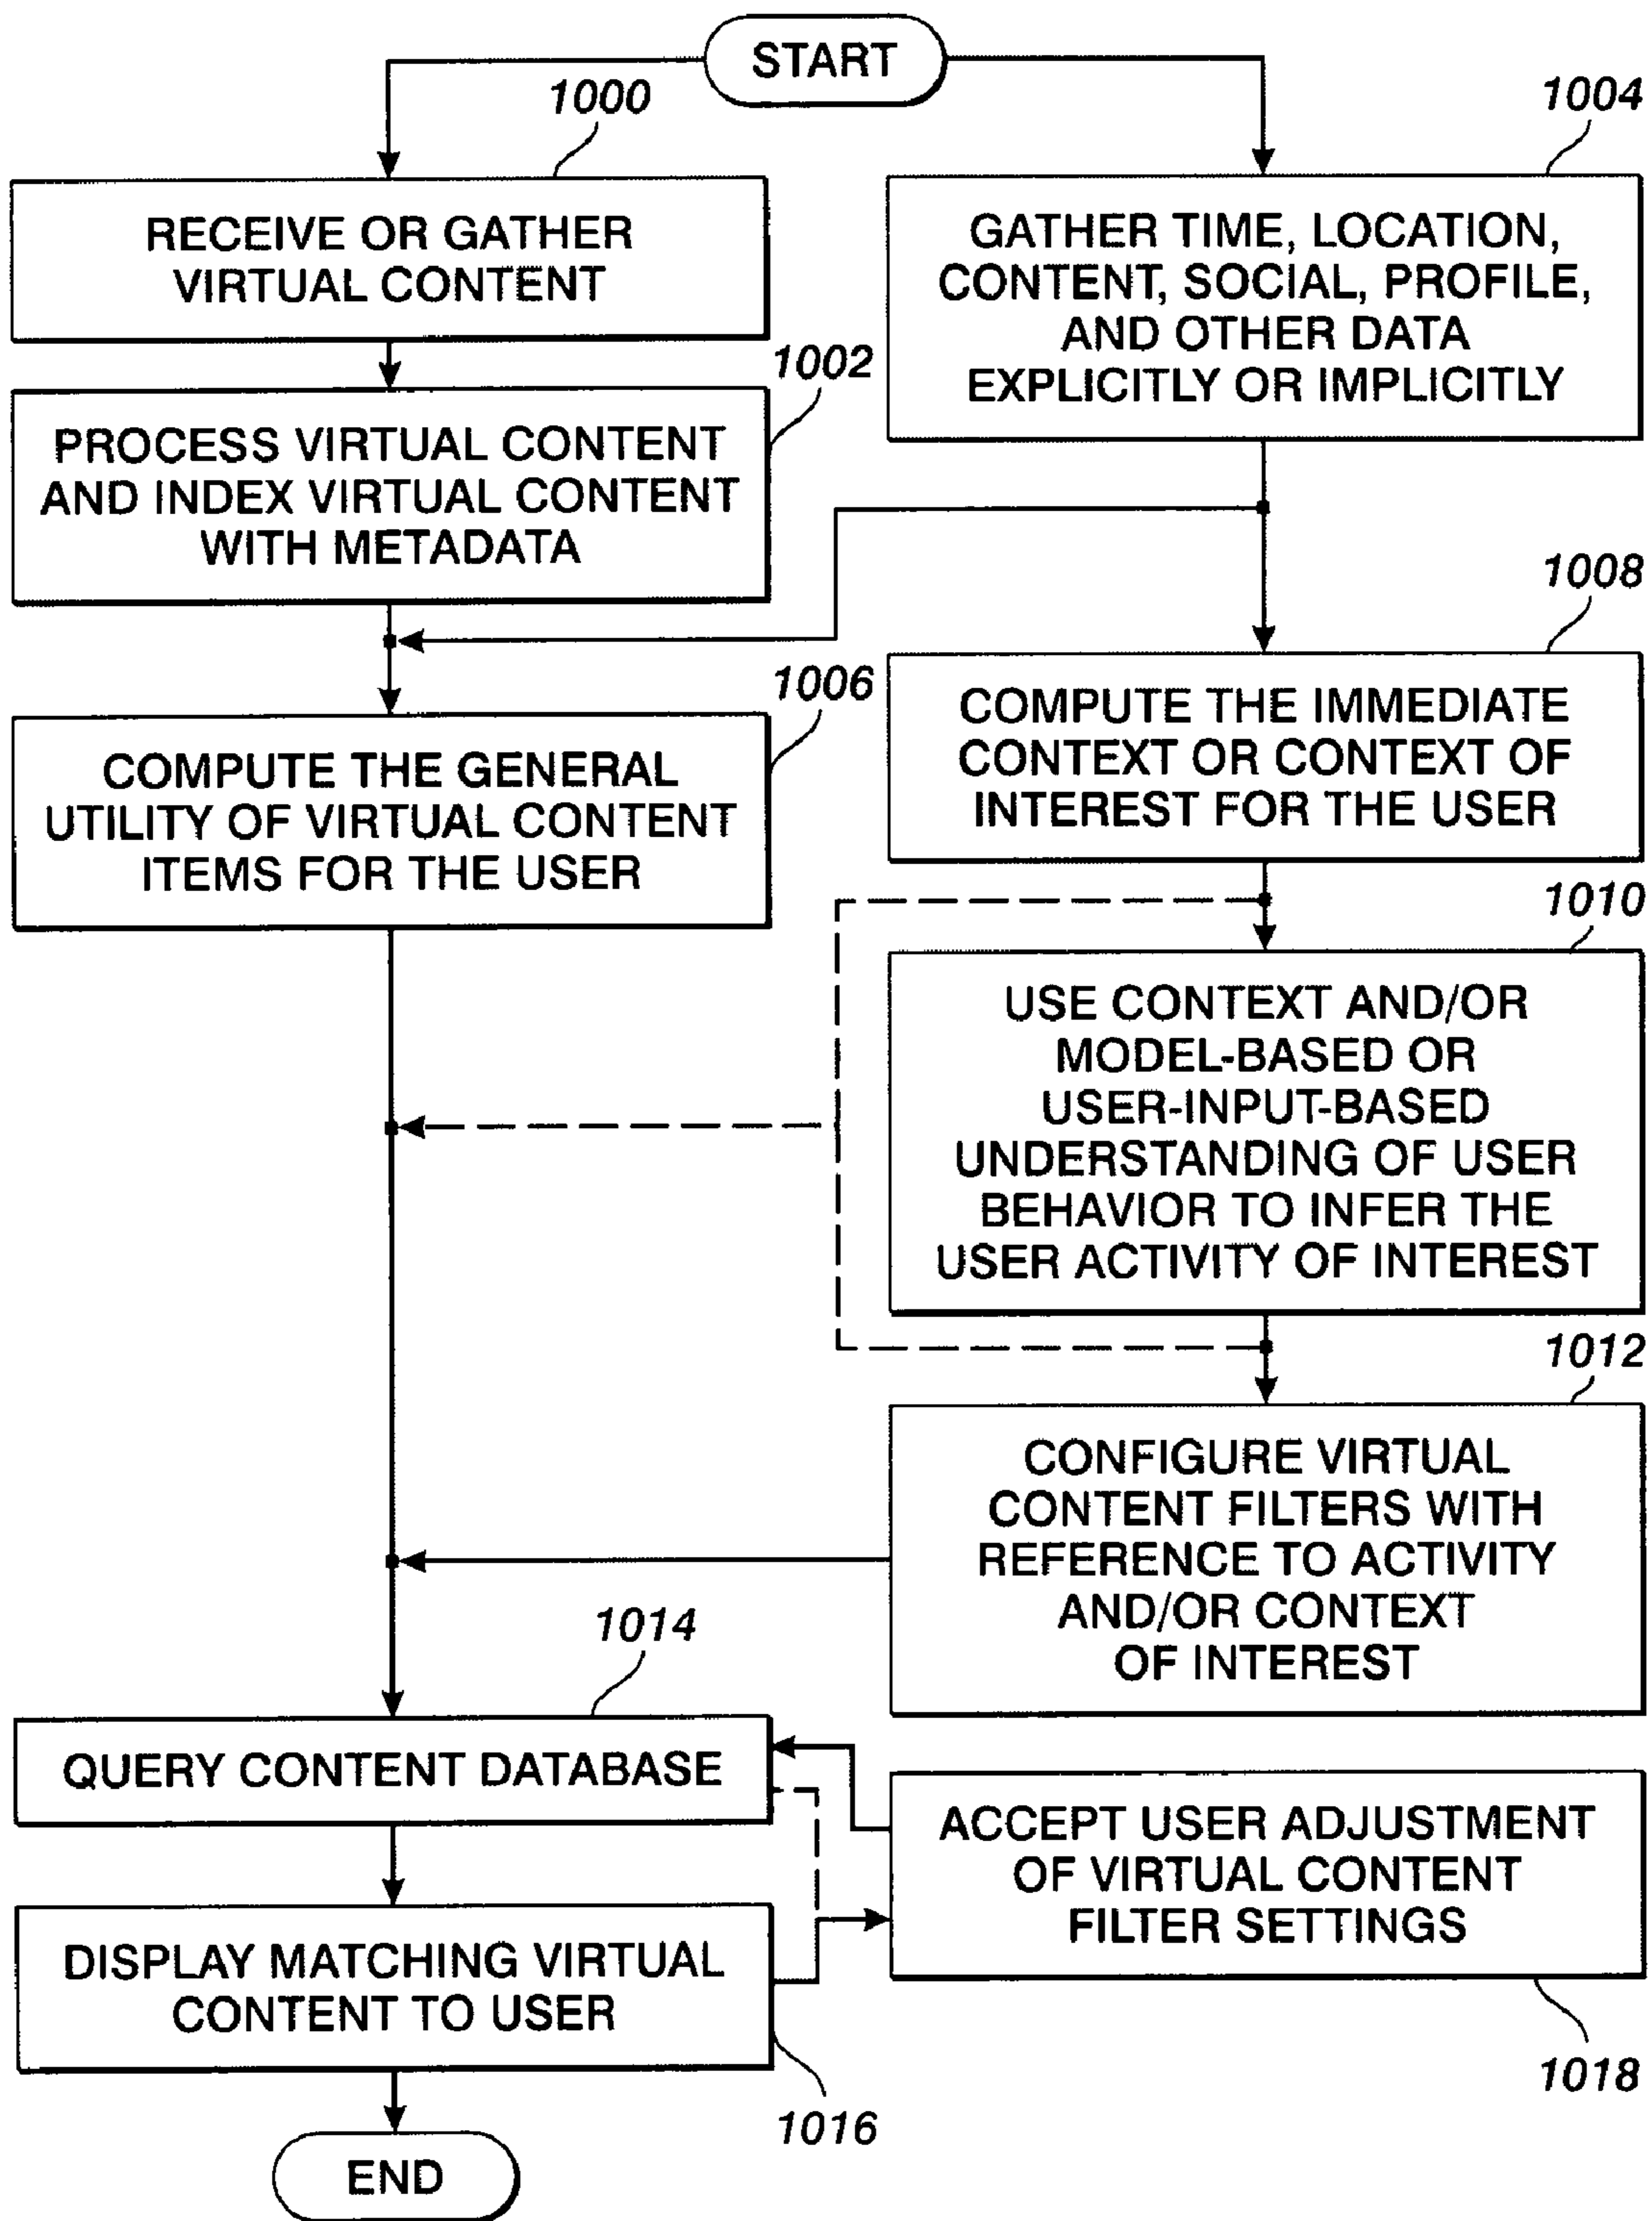 START
1000
1004
RECEIVE OR GATHER
VIRTUAL CONTENT
GATHER TIME, LOCATION,
CONTENT, SOCIAL, PROFILE,
AND OTHER DATA
EXPLICITLY OR IMPLICITLY
1002
PROCESS VIRTUAL CONTENT
AND INDEX VIRTUAL CONTENT
WITH METADATA
1008
COMPUTE THE IMMEDIATE
CONTEXT OR CONTEXT OF
INTEREST FOR THE USER
1006
COMPUTE THE GENERAL
UTILITY OF VIRTUAL CONTENT
ITEMS FOR THE USER
1010
USE CONTEXT AND/OR
MODEL-BASED OR
USER-INPUT-BASED
UNDERSTANDING OF USER
BEHAVIOR TO INFER THE
USER ACTIVITY OF INTEREST
1012
CONFIGURE VIRTUAL
CONTENT FILTERS WITH
REFERENCE TO ACTIVITY
AND/OR CONTEXT
OF INTEREST
1014
QUERY CONTENT DATABASE
ACCEPT USER ADJUSTMENT
OF VIRTUAL CONTENT
FILTER SETTINGS
1018
DISPLAY MATCHING VIRTUAL
CONTENT TO USER
1016
END